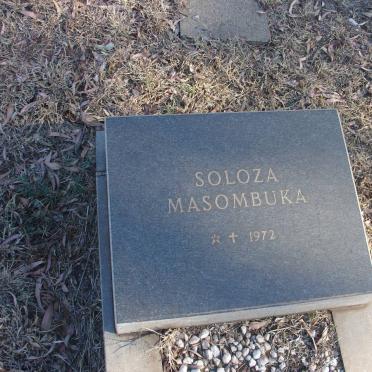 SOLOZA
MASOMBUKA
☆ ✝ 1972